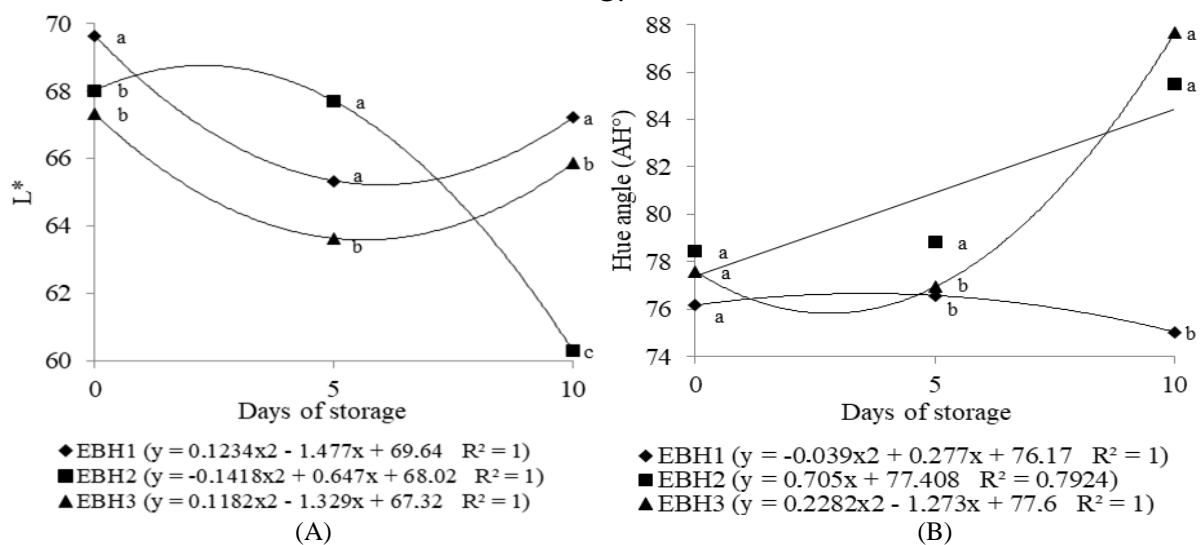 70
68
66
64
62
60
L*
a
b
b
a
a
b
a
b
c
0 5 10
Days of storage
EBH1 (y = 0.1234x2 - 1.477x + 69.64 R² = 1)
EBH2 (y = -0.1418x2 + 0.647x + 68.02 R² = 1)
EBH3 (y = 0.1182x2 - 1.329x + 67.32 R² = 1)
(A)
88
86
84
82
80
78
76
74
Hue angle (AH°)
a
a
a
a
b
b
a
a
b
0 5 10
Days of storage
EBH1 (y = -0.039x2 + 0.277x + 76.17 R² = 1)
EBH2 (y = 0.705x + 77.408 R² = 0.7924)
EBH3 (y = 0.2282x2 - 1.273x + 77.6 R² = 1)
(B)